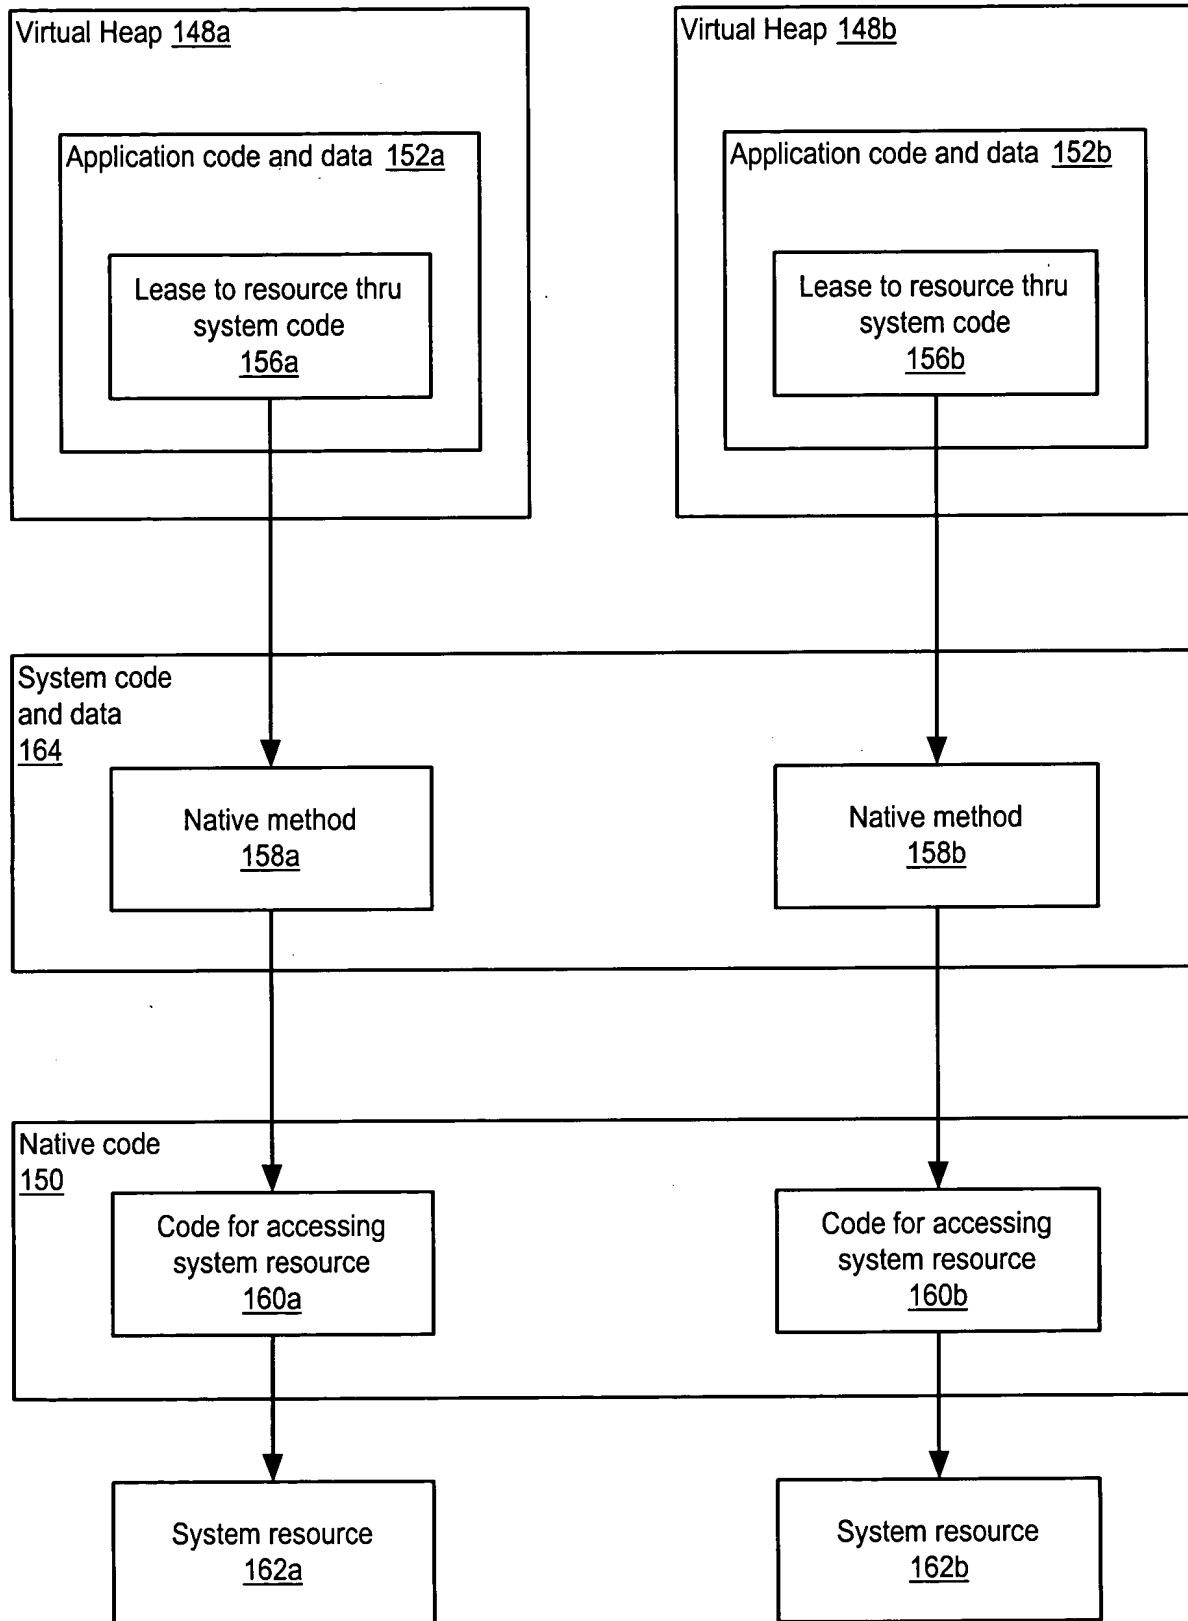 Virtual Heap 148a
Application code and data 152a
Lease to resource thru
system code
156a
Virtual Heap 148b
Application code and data 152b
Lease to resource thru
system code
156b
System code
and data
164
Native method
158a
Native method
158b
Native code
150
Code for accessing
system resource
160a
Code for accessing
system resource
160b
System resource
162a
System resource
162b